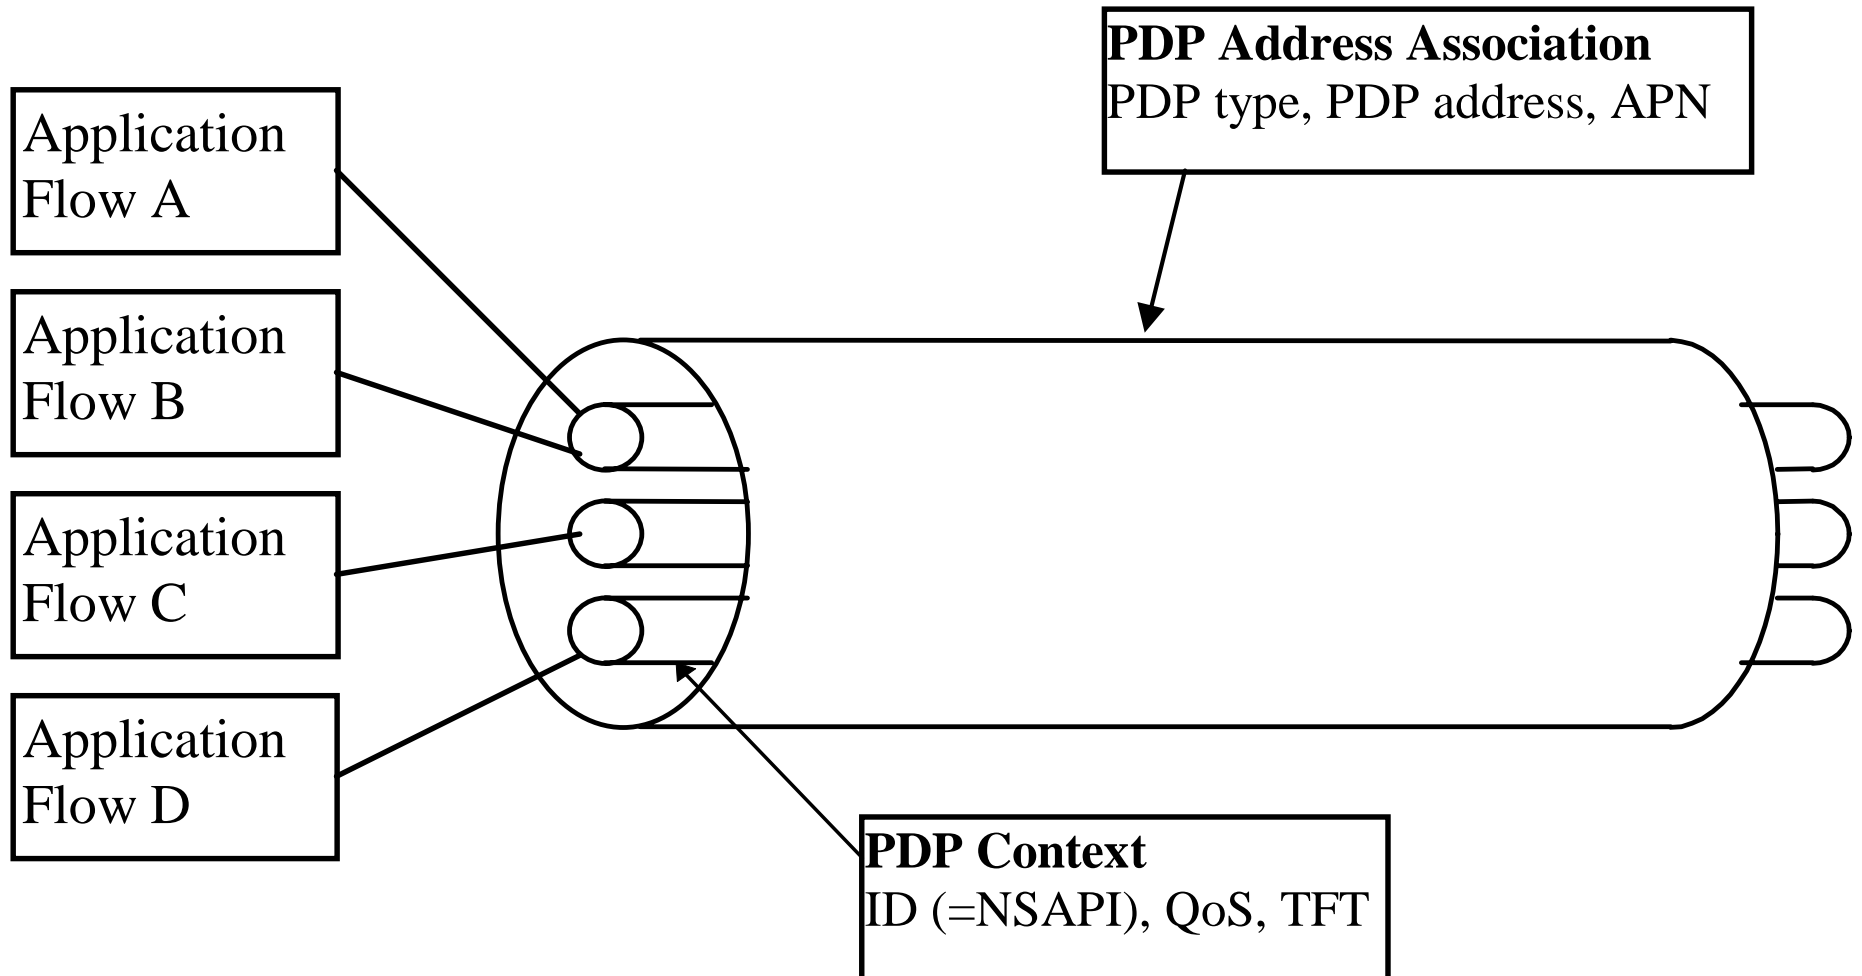 PDP Address Association
PDP type, PDP address, APN
Application
Flow A
Application
Flow B
Application
Flow C
Application
Flow D
PDP Context
ID (=NSAPI), QoS, TFT